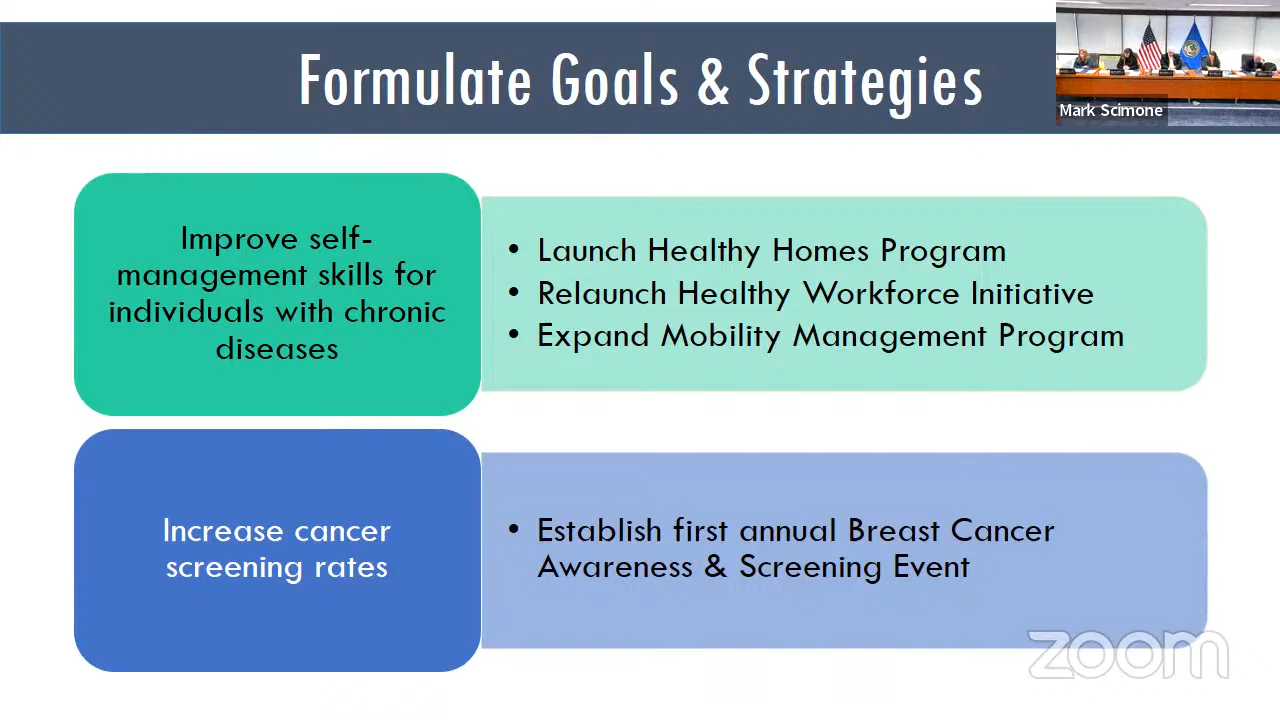 Formulate Goals & Strategies
Mark Scimone
Improve self-
management skills for
individuals with chronic
diseases
• Launch Healthy Homes Program
• Relaunch Healthy Workforce Initiative
• Expand Mobility Management Program
Increase cancer
screening rates
• Establish first annual Breast Cancer
Awareness & Screening Event
zoom